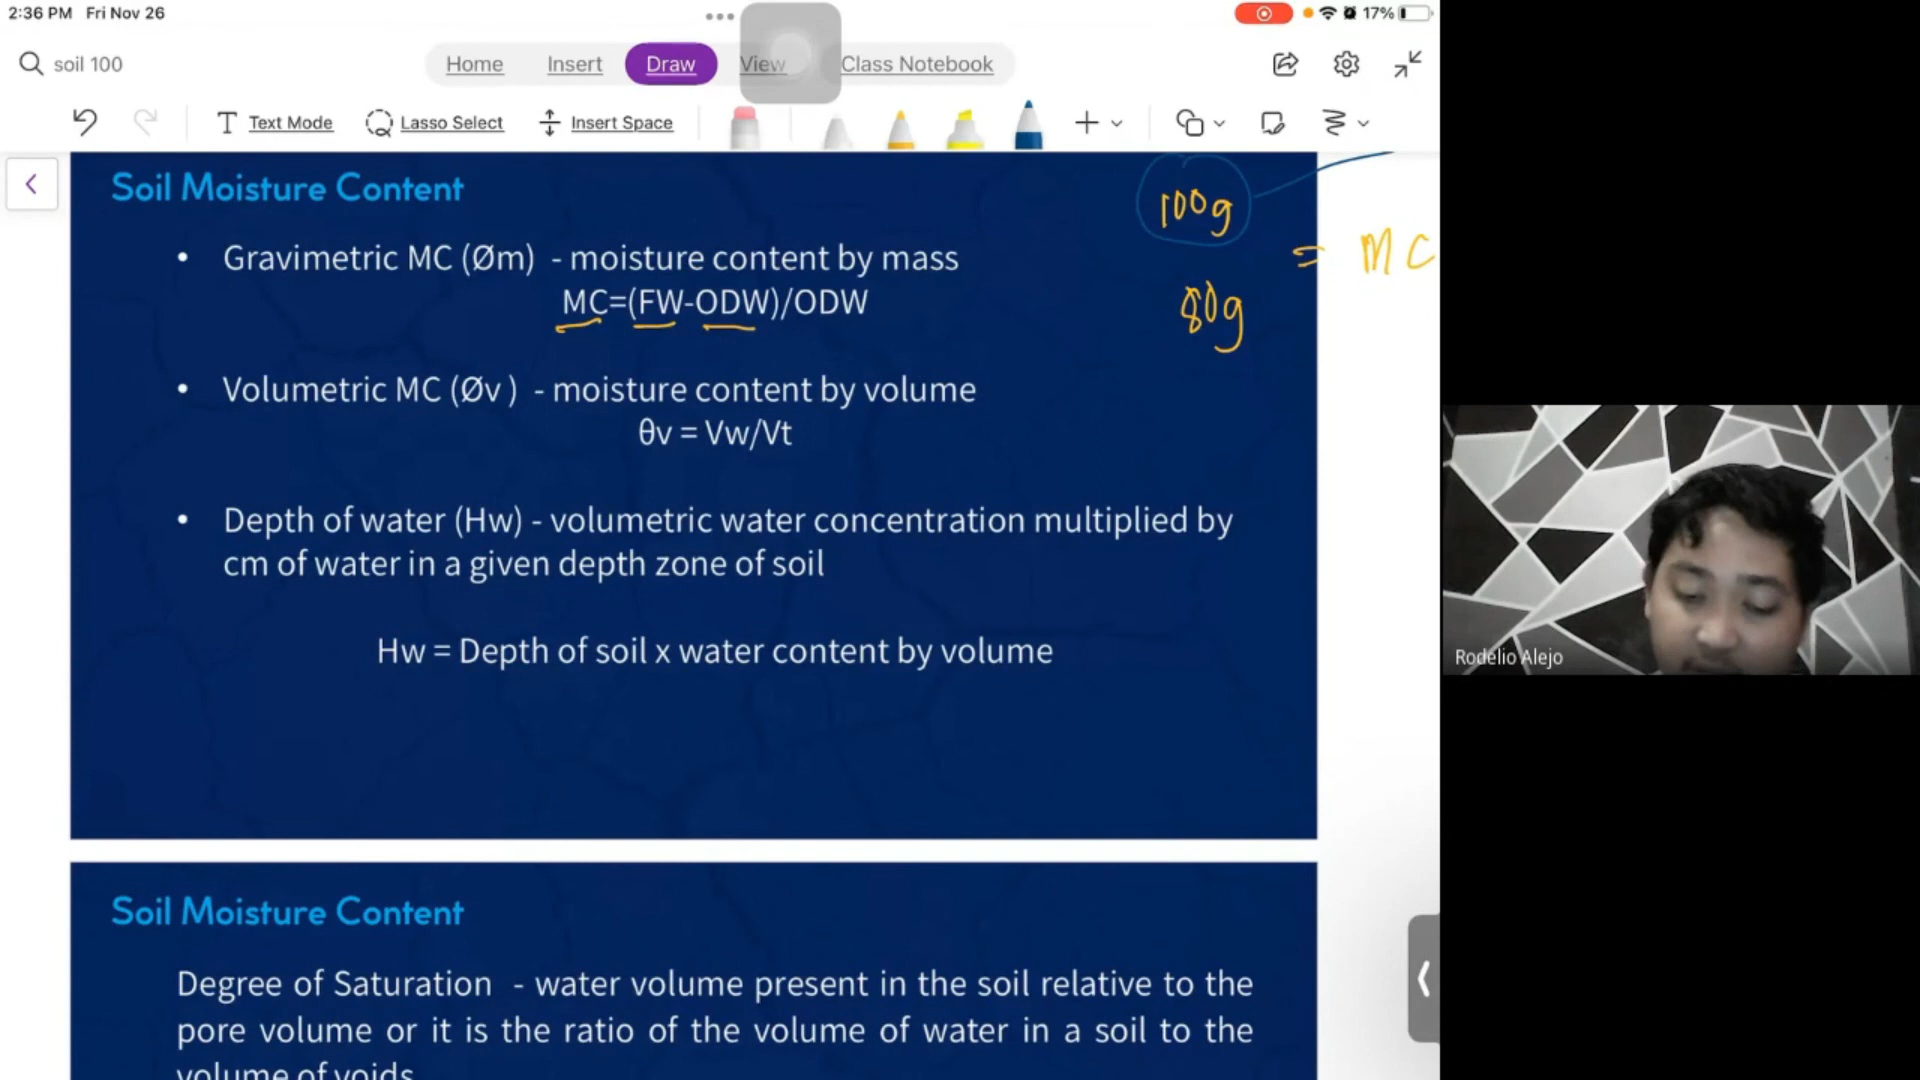 2:36 PM Fri Nov 26
17%
soil 100
Home Insert Draw View Class Notebook
Text Mode Lasso Select Insert Space
Soil Moisture Content
100g
• Gravimetric MC (Øm) - moisture content by mass
= MC
MC=(FW-ODW)/ODW
80g
• Volumetric MC (Øv ) - moisture content by volume
θv = Vw/Vt
• Depth of water (Hw) - volumetric water concentration multiplied by
cm of water in a given depth zone of soil
Hw = Depth of soil x water content by volume
Rodelio Alejo
Soil Moisture Content
Degree of Saturation - water volume present in the soil relative to the
pore volume or it is the ratio of the volume of water in a soil to the
volume of voids